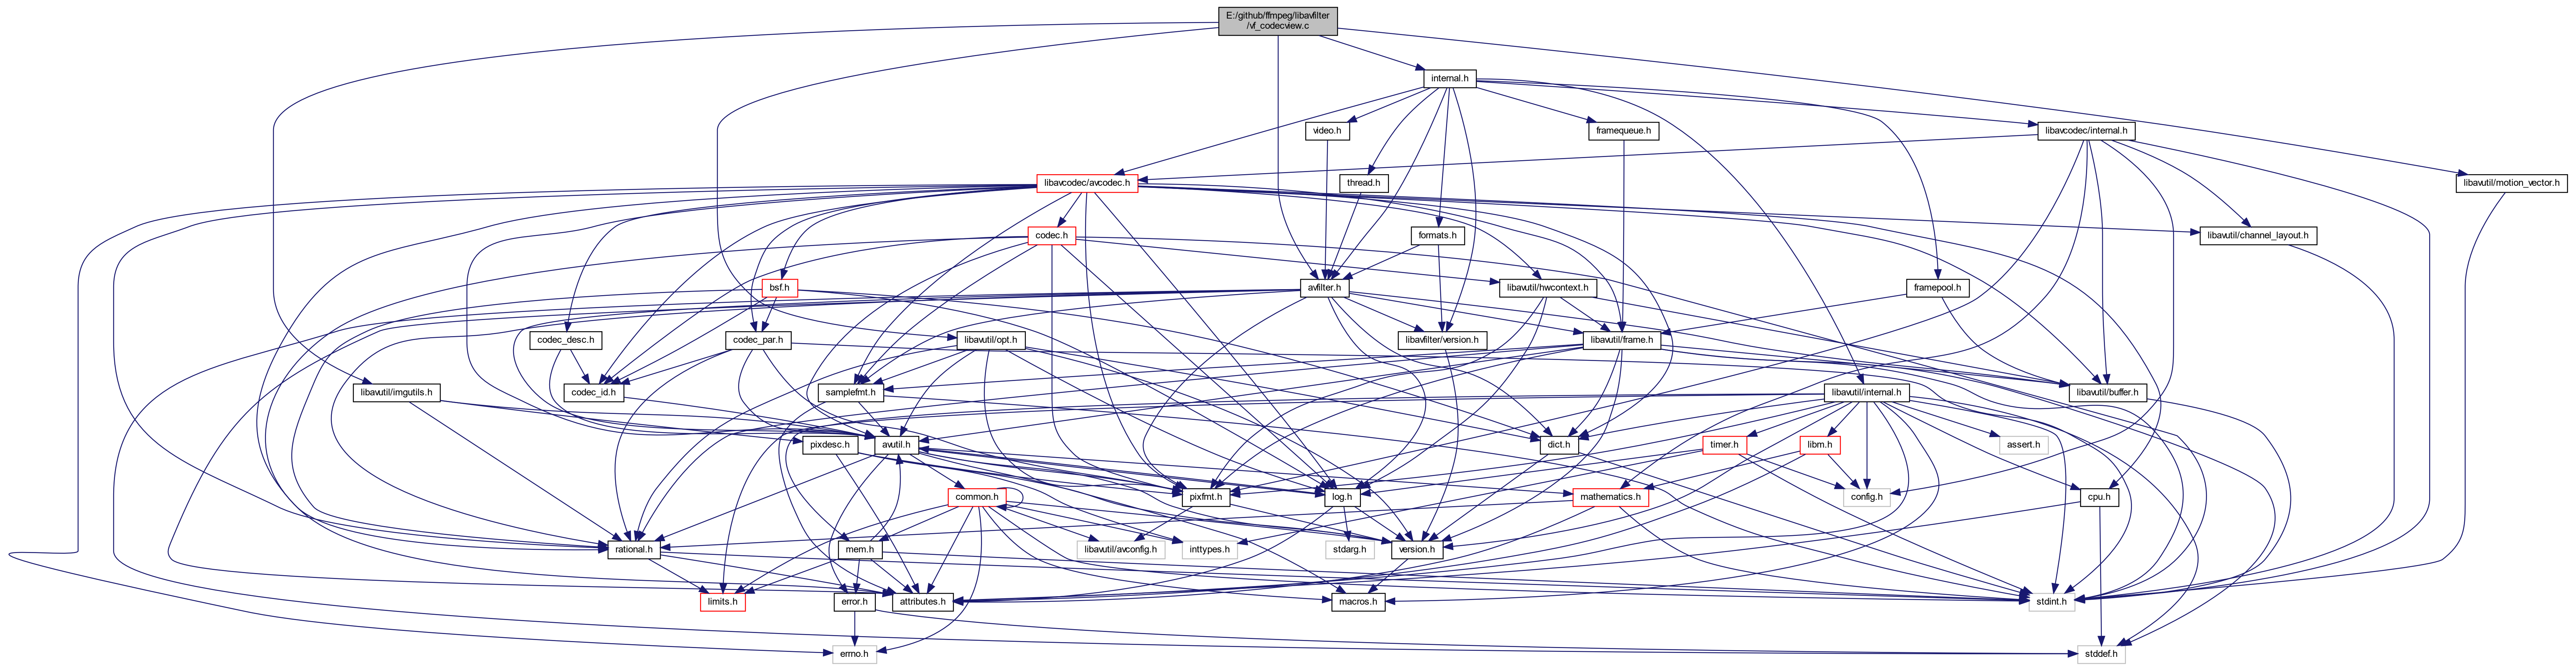 E:/github/ffmpeg/libavfilter
/vf_codecview.c
internal.h
video.h
framequeue.h
libavcodec/internal.h
libavcodec/avcodec.h
thread.h
libavutil/motion_vector.h
codec.h
formats.h
libavutil/channel_layout.h
bsf.h
avfilter.h
libavutil/hwcontext.h
framepool.h
codec_desc.h
codec_par.h
libavutil/opt.h
libavfilter/version.h
libavutil/frame.h
libavutil/imgutils.h
codec_id.h
samplefmt.h
libavutil/internal.h
libavutil/buffer.h
pixdesc.h
avutil.h
dict.h
timer.h
libm.h
assert.h
common.h
pixfmt.h
log.h
mathematics.h
config.h
cpu.h
rational.h
mem.h
libavutil/avconfig.h
inttypes.h
stdarg.h
version.h
limits.h
error.h
attributes.h
macros.h
stdint.h
errno.h
stddef.h